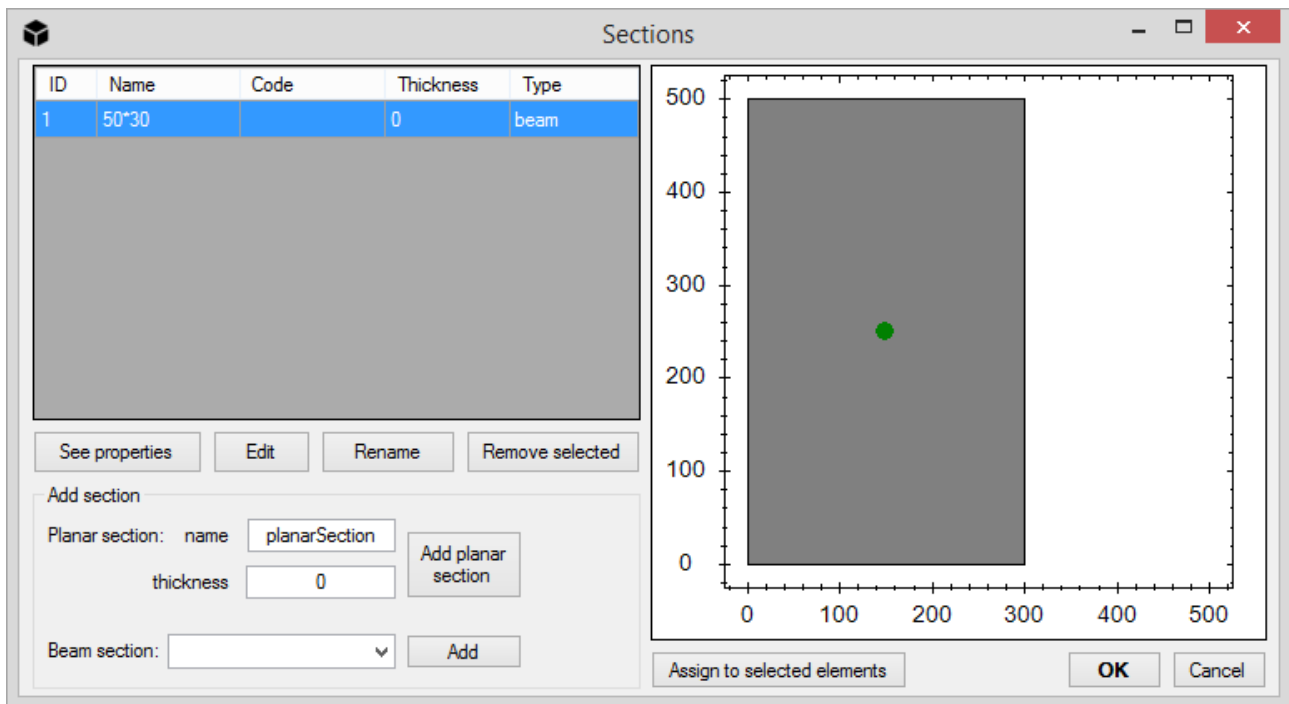 Sections
ID Name Code Thickness Type
1 50*30 0 beam
See properties Edit Rename Remove selected
Add section
Planar section: name planarSection
thickness 0
Add planar
section
Beam section: Add
500
400
300
200
100
0
0 100 200 300 400 500
Assign to selected elements OK Cancel